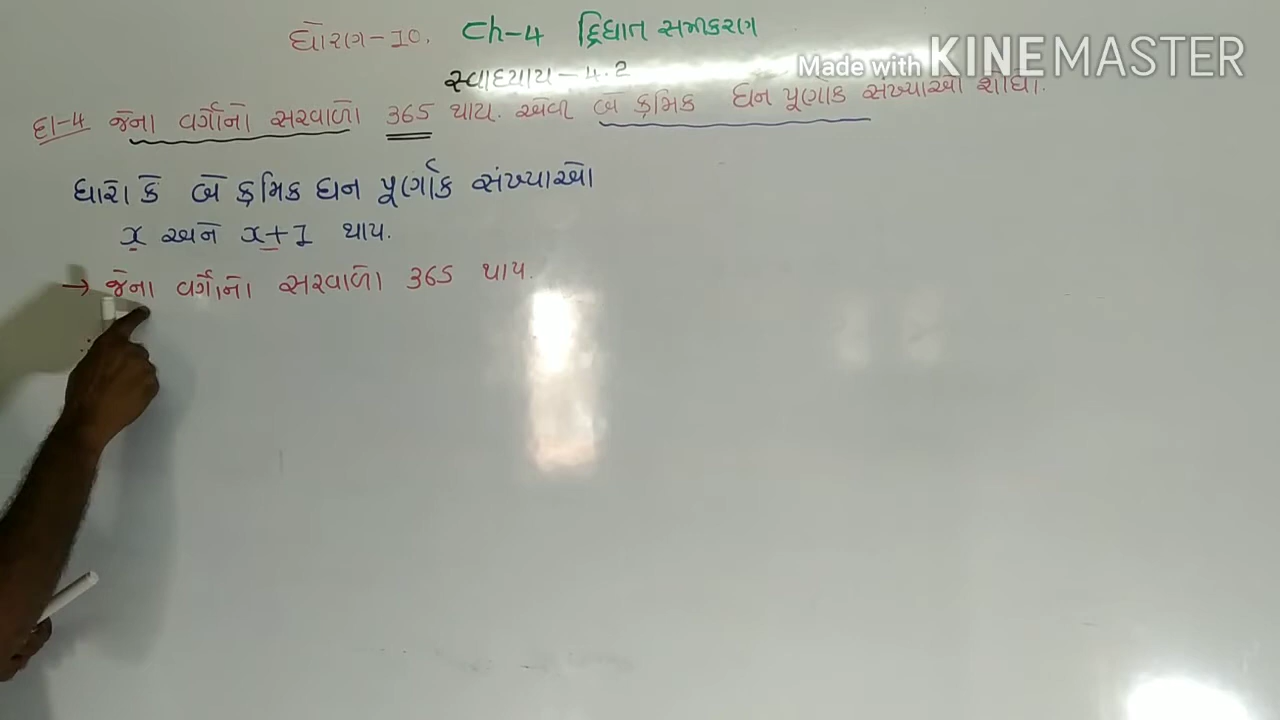 ધોરણ-10. Ch-4 દ્વિઘાત સમીકરણ
Made with KINEMASTER
સ્વાધ્યાય-4.2
દા-4 જેના વર્ગોનો સરવાળો 365 થાય. એવી બે ક્રમિક ધન પૂર્ણાંક સંખ્યાઓ શોધો.
ધારો કે બે ક્રમિક ધન પૂર્ણાંક સંખ્યાઓ
x અને x+1 થાય.
→ જેના વર્ગોનો સરવાળો 365 થાય.